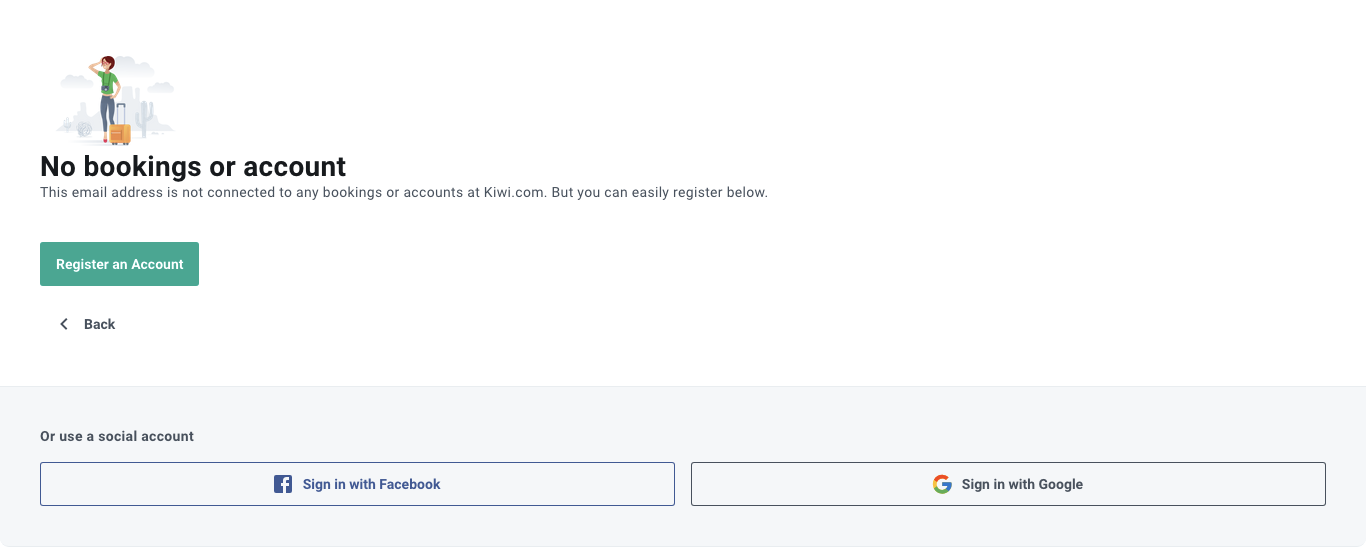 No bookings or account
This email address is not connected to any bookings or accounts at Kiwi.com. But you can easily register below.
Register an Account
Back
Or use a social account
Sign in with Facebook
Sign in with Google